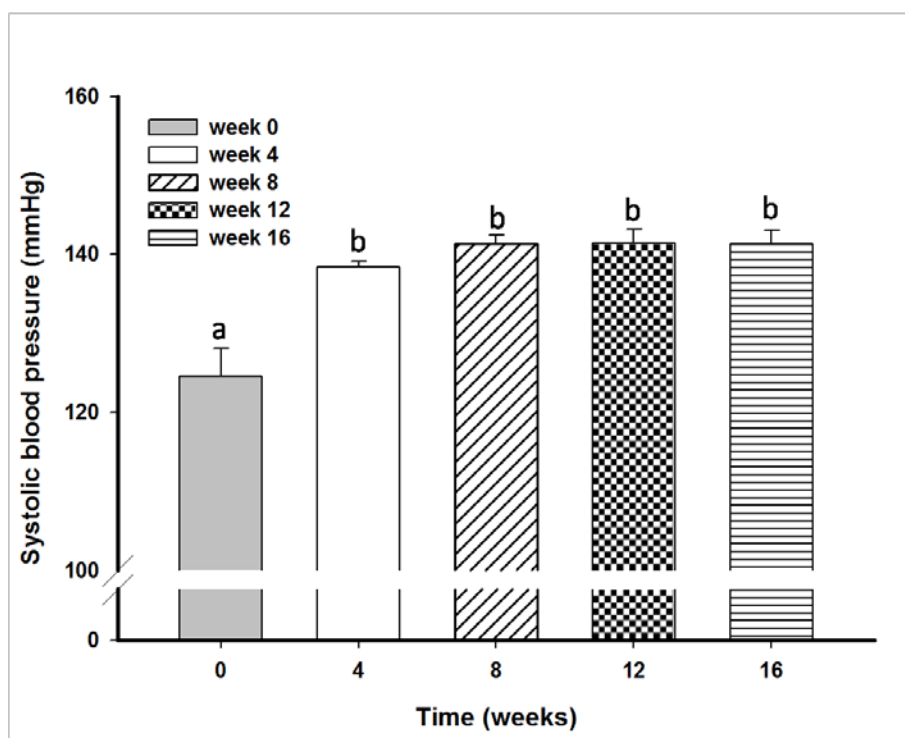 160
140
120
100
0
Systolic blood pressure (mmHg)
week 0
week 4
week 8
week 12
week 16
a
b
b
b
b
0 4 8 12 16
Time (weeks)